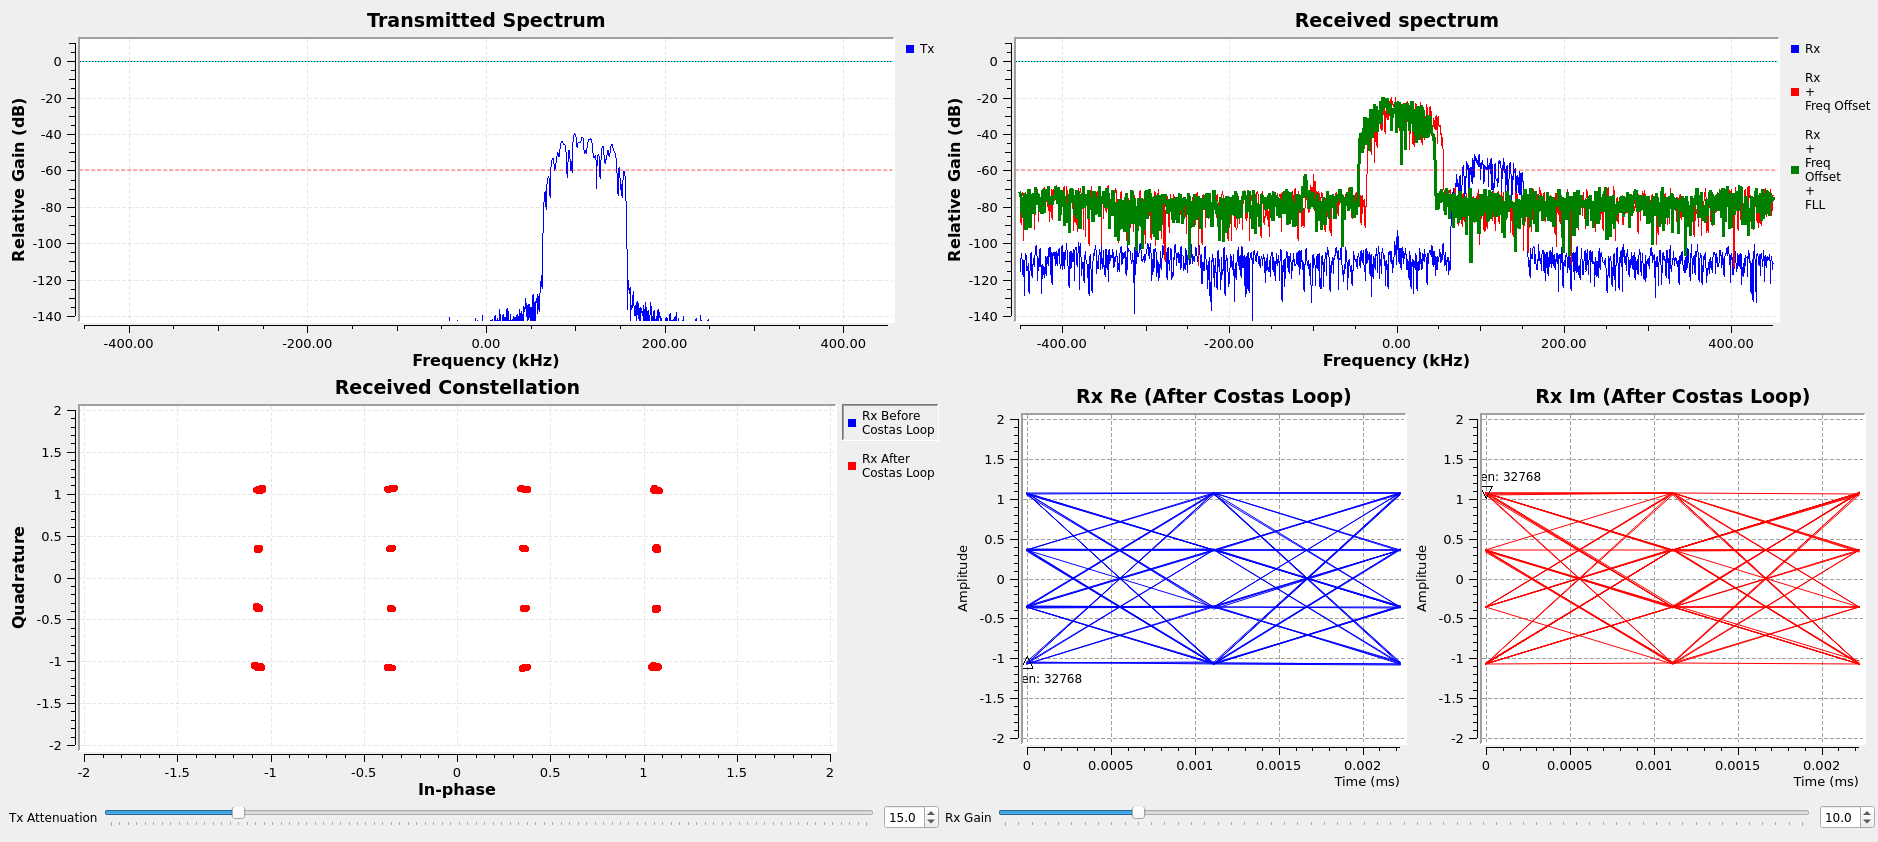 Transmitted Spectrum
Relative Gain (dB)
0
-20
-40
-60
-80
-100
-120
-140
-400.00 -200.00 0.00 200.00 400.00
Frequency (kHz)
Tx
Received spectrum
Relative Gain (dB)
0
-20
-40
-60
-80
-100
-120
-140
-400.00 -200.00 0.00 200.00 400.00
Frequency (kHz)
Rx
Rx
+
Freq Offset
Rx
+
Freq
Offset
+
FLL
Received Constellation
Quadrature
2
1.5
1
0.5
0
-0.5
-1
-1.5
-2
-2 -1.5 -1 -0.5 0 0.5 1 1.5 2
In-phase
Rx Before
Costas Loop
Rx After
Costas Loop
Rx Re (After Costas Loop)
Amplitude
2
1.5
1
0.5
0
-0.5
-1
-1.5
-2
en: 32768
0 0.0005 0.001 0.0015 0.002
Time (ms)
Rx Im (After Costas Loop)
Amplitude
2
1.5
1
0.5
0
-0.5
-1
-1.5
-2
en: 32768
0 0.0005 0.001 0.0015 0.002
Time (ms)
Tx Attenuation 15.0
Rx Gain 10.0